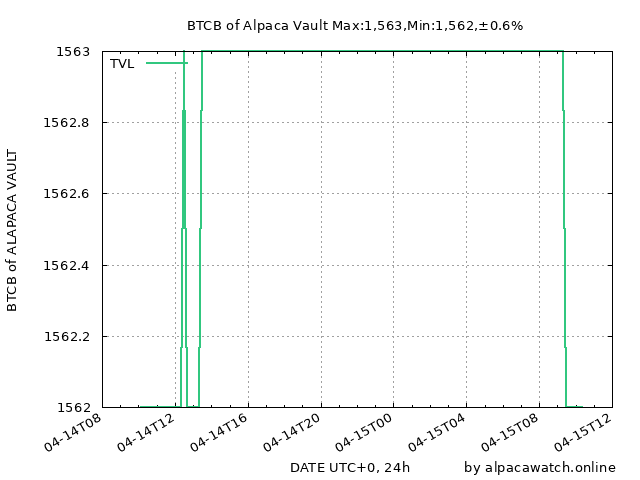 BTCB of Alpaca Vault Max:1,563,Min:1,562,±0.6%
TVL
1563
1562.8
1562.6
1562.4
1562.2
1562
BTCB of ALAPACA VAULT
04-14T08
04-14T12
04-14T16
04-14T20
04-15T00
04-15T04
04-15T08
04-15T12
DATE UTC+0, 24h
by alpacawatch.online